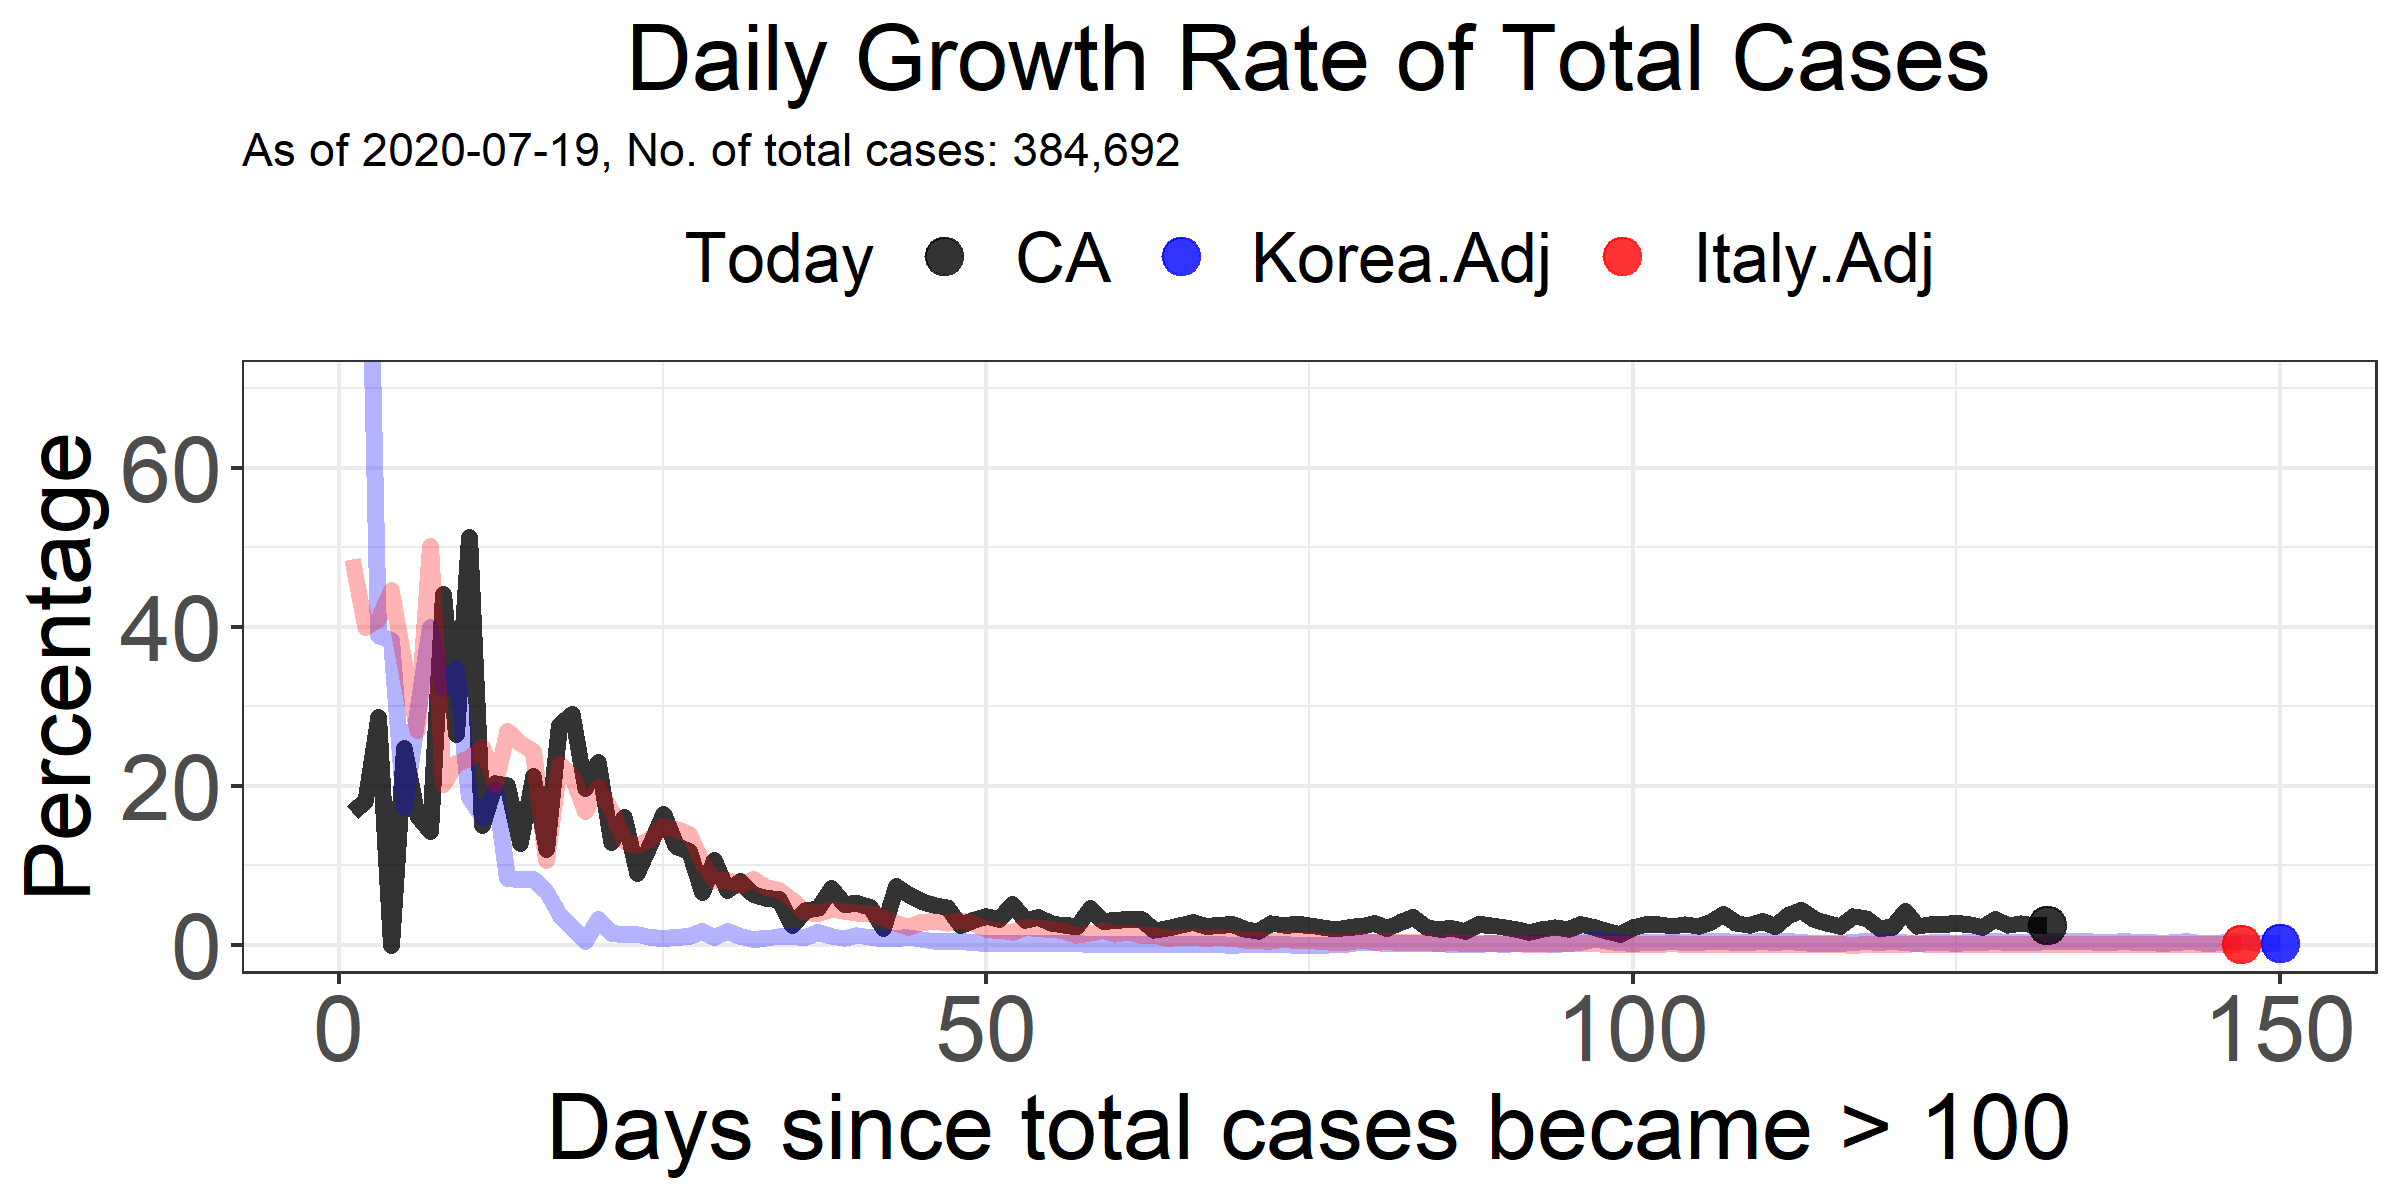 Daily Growth Rate of Total Cases
As of 2020-07-19, No. of total cases: 384,692
Today CA Korea.Adj Italy.Adj
Percentage
60
40
20
0
0 50 100 150
Days since total cases became > 100